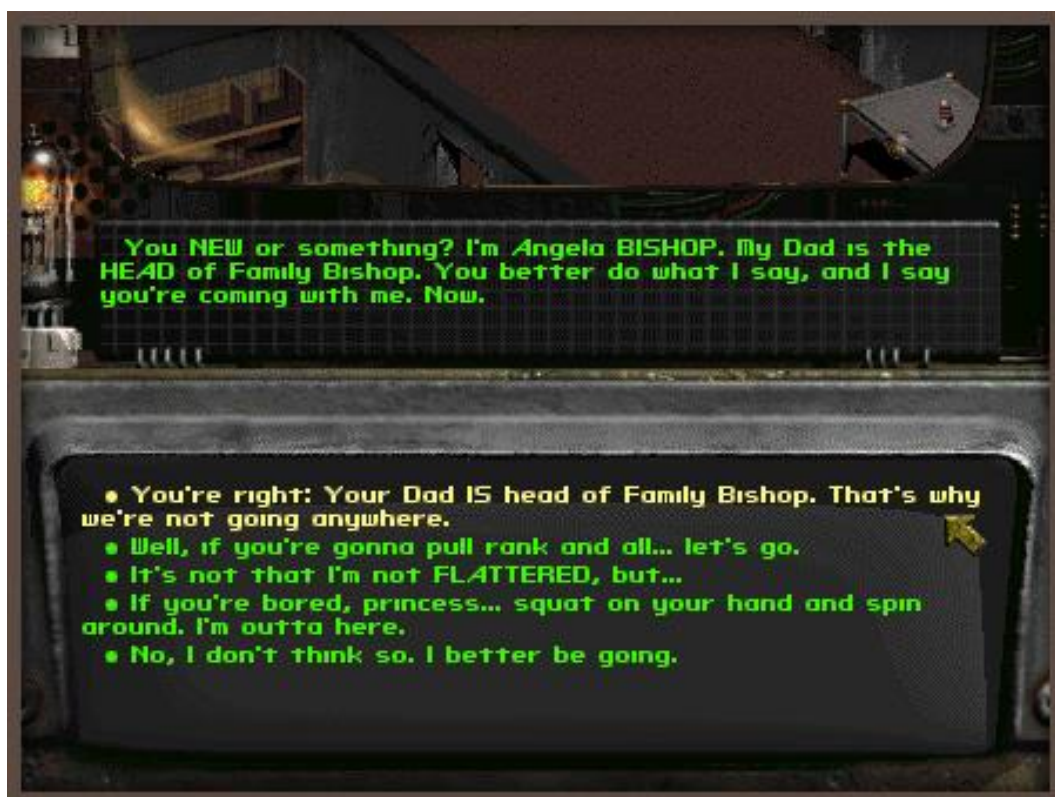 You NEW or something? I'm Angela BISHOP. My Dad is the
HEAD of Family Bishop. You better do what I say, and I say
you're coming with me. Now.
• You're right: Your Dad IS head of Family Bishop. That's why
we're not going anywhere.
• Well, if you're gonna pull rank and all... let's go.
• It's not that I'm not FLATTERED, but...
• If you're bored, princess... squat on your hand and spin
around. I'm outta here.
• No, I don't think so. I better be going.